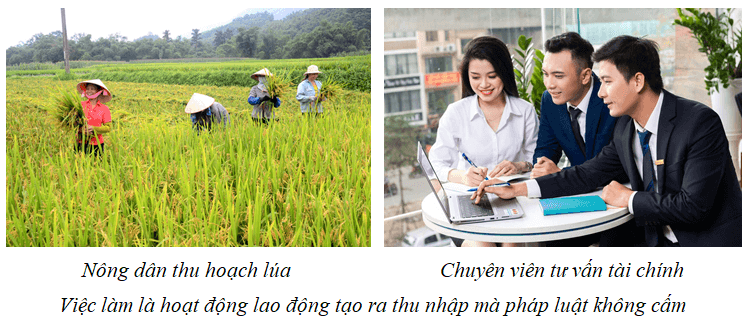 Nông dân thu hoạch lúa
Chuyên viên tư vấn tài chính
Việc làm là hoạt động lao động tạo ra thu nhập mà pháp luật không cấm